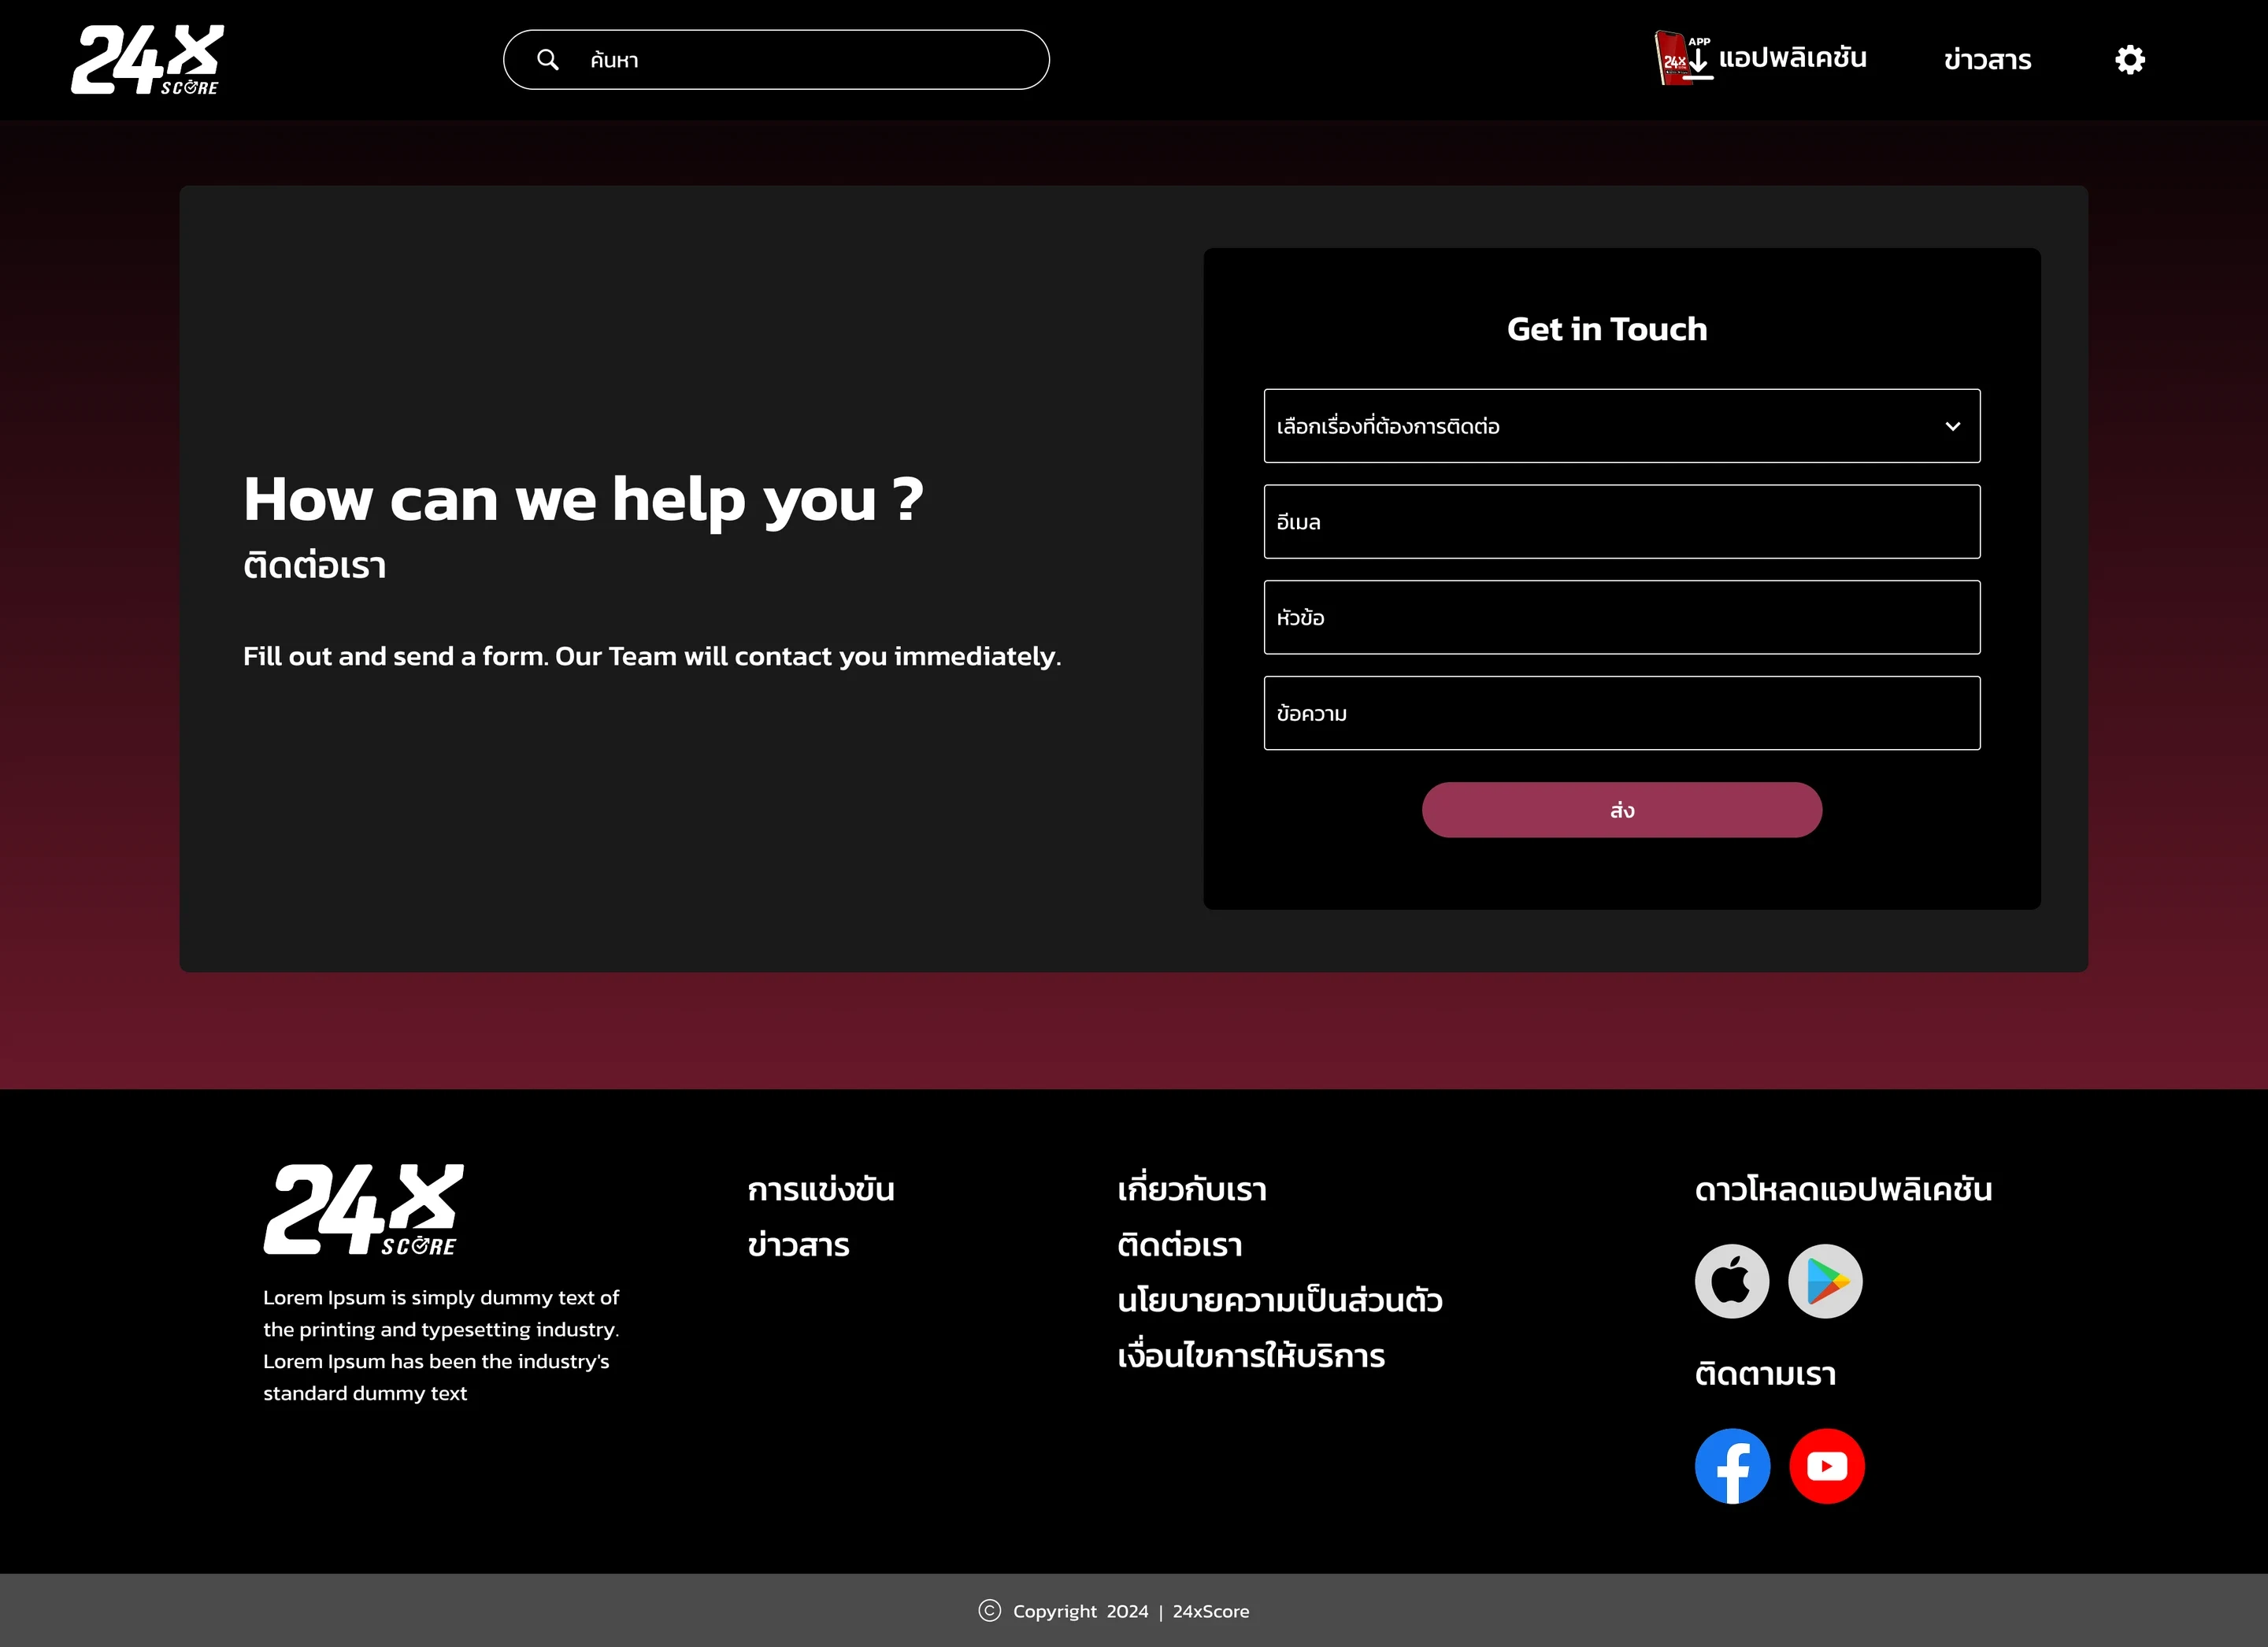 24X
SCORE
ค้นหา
APP
24X
แอปพลิเคชัน
ข่าวสาร
How can we help you ?
ติดต่อเรา
Fill out and send a form. Our Team will contact you immediately.
Get in Touch
เลือกเรื่องที่ต้องการติดต่อ
อีเมล
หัวข้อ
ข้อความ
ส่ง
24X
SCORE
Lorem Ipsum is simply dummy text of
the printing and typesetting industry.
Lorem Ipsum has been the industry's
standard dummy text
การแข่งขัน
ข่าวสาร
เกี่ยวกับเรา
ติดต่อเรา
นโยบายความเป็นส่วนตัว
เงื่อนไขการให้บริการ
ดาวโหลดแอปพลิเคชัน
ติดตามเรา
© Copyright 2024 | 24xScore